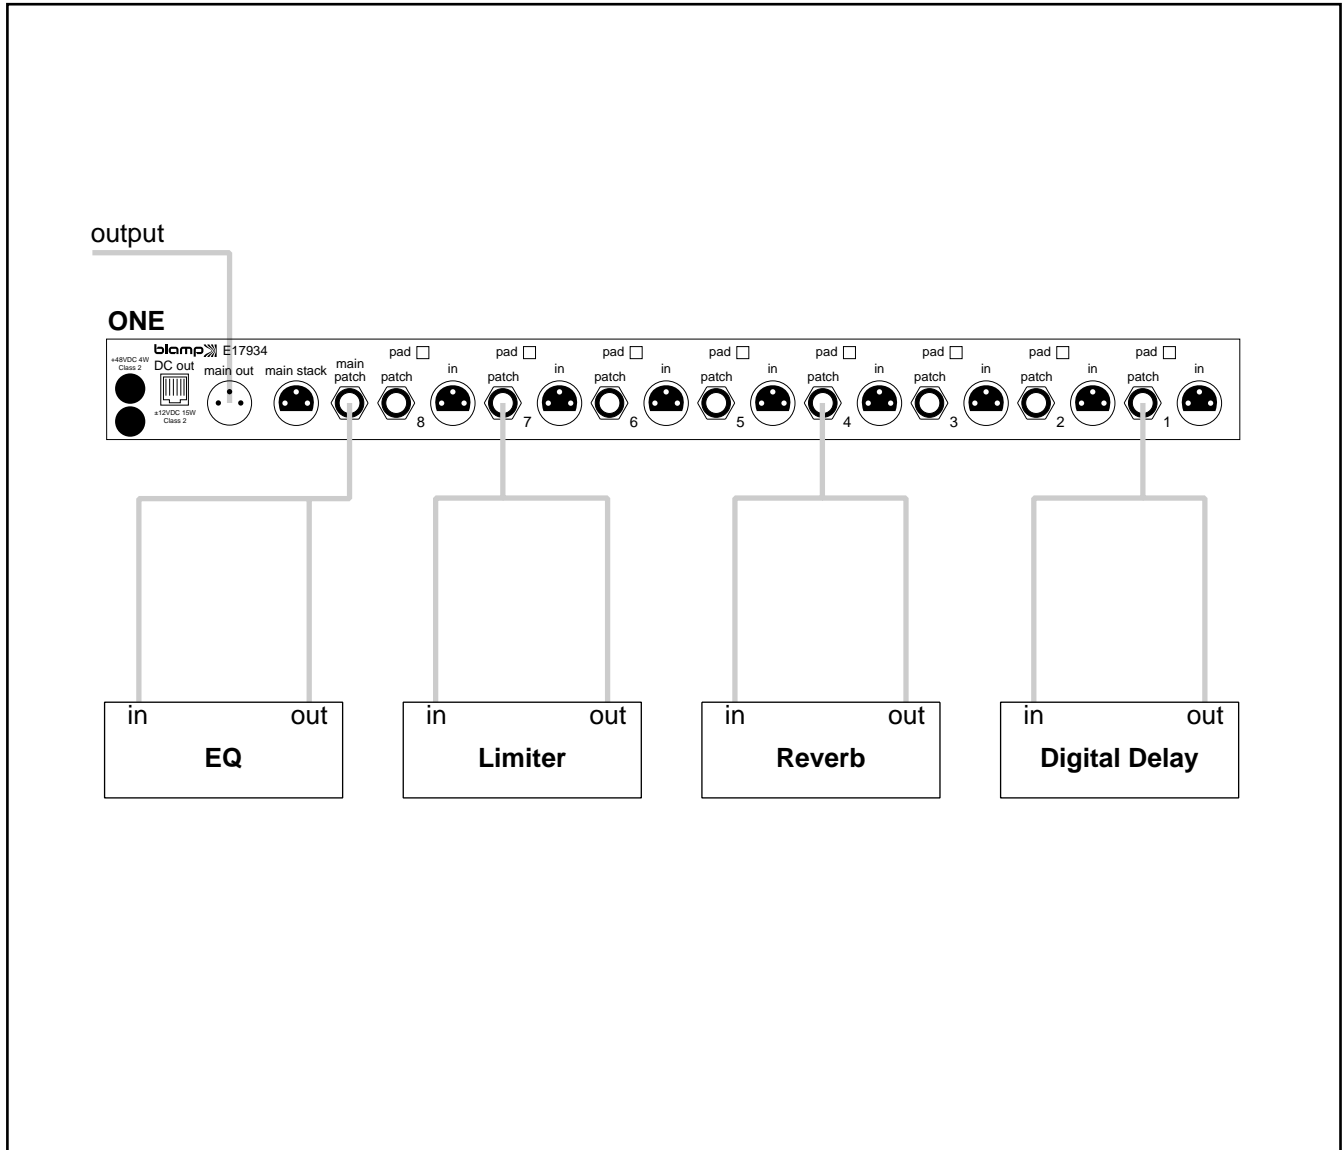 output
ONE
blamp E17934
+48VDC 4W
Class 2
DC out
±12VDC 15W
Class 2
main out
main stack
main
patch
pad
patch
in
8
pad
patch
in
7
pad
patch
in
6
pad
patch
in
5
pad
patch
in
4
pad
patch
in
3
pad
patch
in
2
pad
patch
in
1
in out
EQ
in out
Limiter
in out
Reverb
in out
Digital Delay